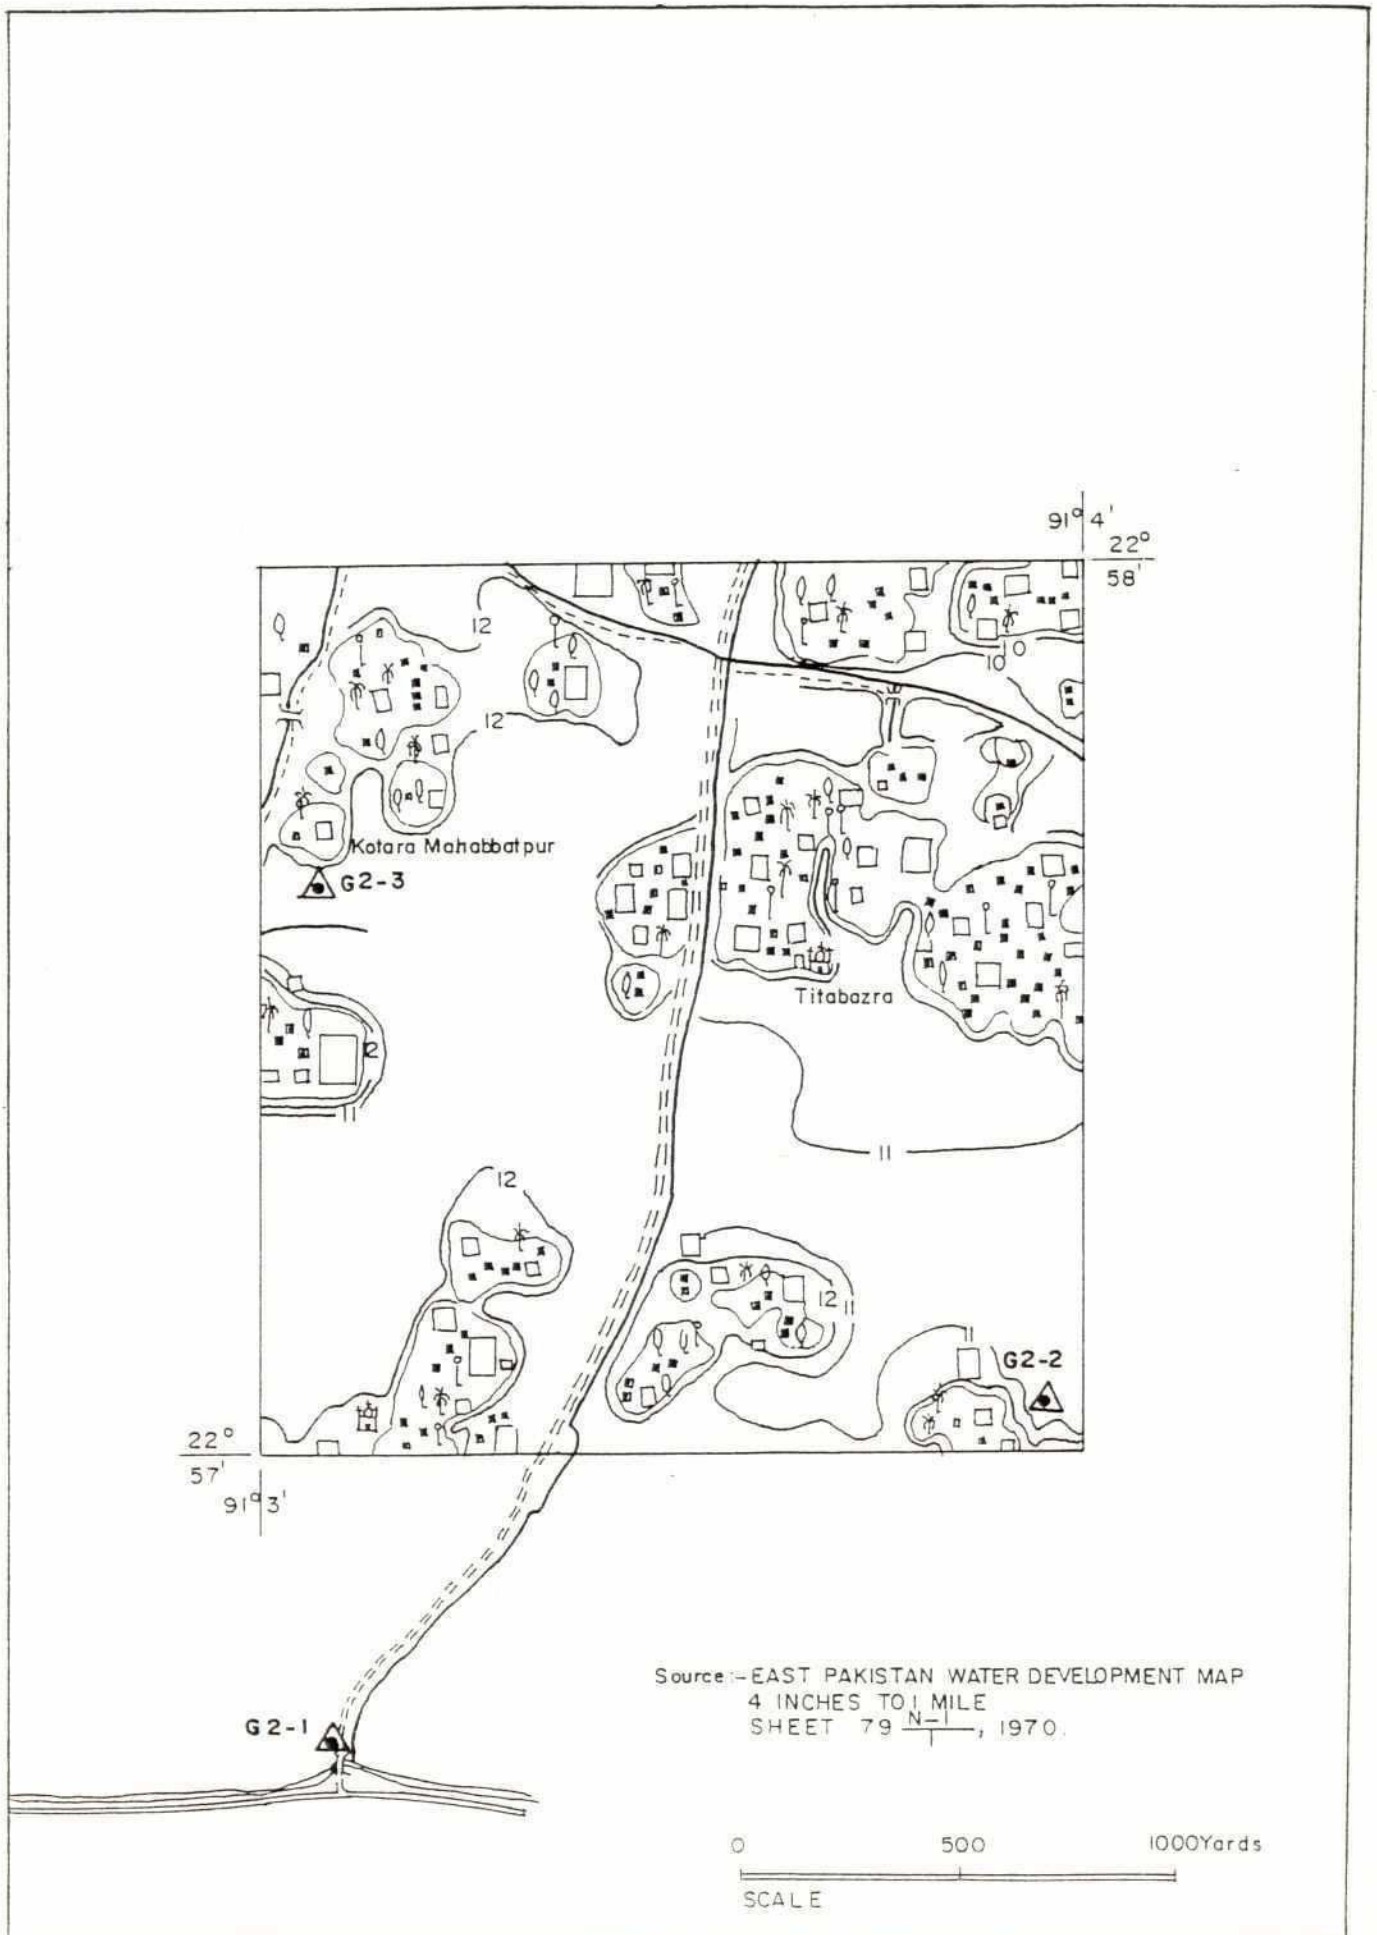 91° 4'
22°
58'
12
10
10
12
Kotara Mahabbatpur
G2-3
Titabazra
12
11
11
12
12
11
11
G2-2
22°
57'
91° 3'
Source:- EAST PAKISTAN WATER DEVELOPMENT MAP
4 INCHES TO 1 MILE
SHEET 79 N-1/1, 1970.
G2-1
0 500 1000Yards
SCALE